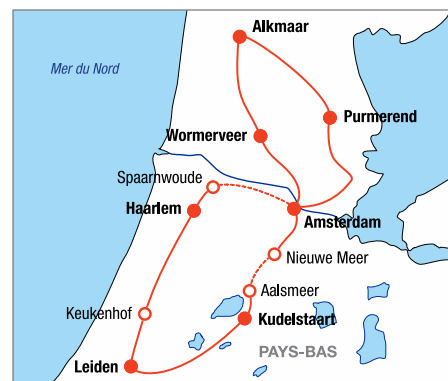 Alkmaar
Mer du Nord
Purmerend
Wormerveer
Spaarnwoude
Haarlem
Amsterdam
Nieuwe Meer
Aalsmeer
Keukenhof
Kudelstaart
PAYS-BAS
Leiden